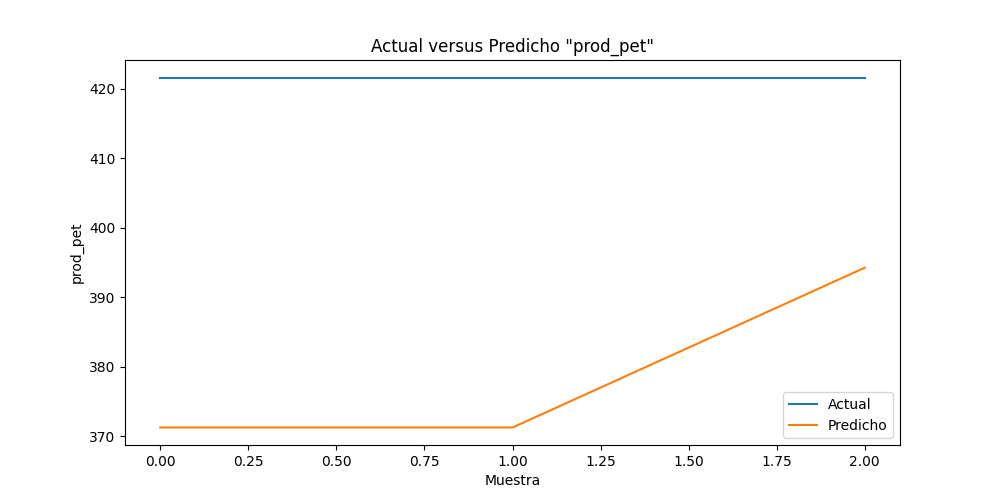 Actual versus Predicho "prod_pet"
prod_pet
420
410
400
390
380
370
0.00 0.25 0.50 0.75 1.00 1.25 1.50 1.75 2.00
Muestra
Actual
Predicho